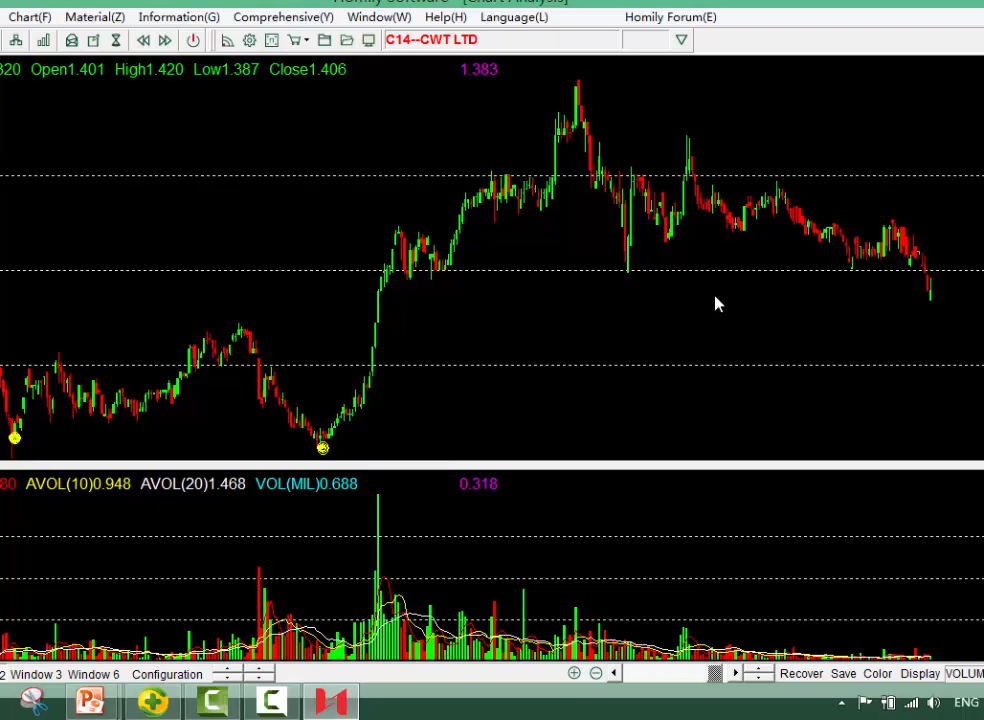 Homily Software - [Chart Analysis]
Chart(F) Material(Z) Information(G) Comprehensive(Y) Window(W) Help(H) Language(L) Homily Forum(E)
C14--CWT LTD
320 Open1.401 High1.420 Low1.387 Close1.406 1.383
80 AVOL(10)0.948 AVOL(20)1.468 VOL(MIL)0.688 0.318
2 Window 3 Window 6 Configuration Recover Save Color Display VOLUM
ENG